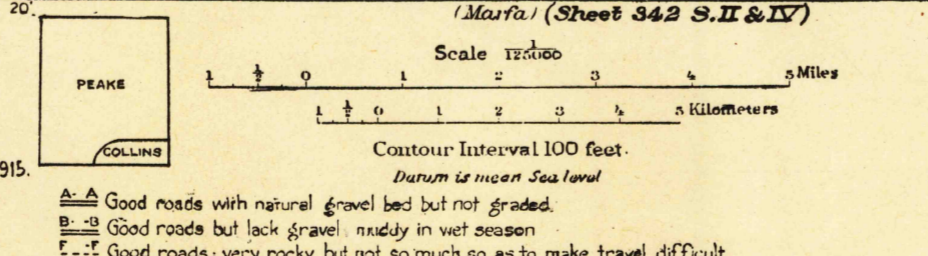 20'
(Marfa) (Sheet 342 S.II & IV)
Scale 1/125000
1 ½ 0 1 2 3 4 5 Miles
1 ½ 0 1 2 3 4 5 Kilometers
PEAKE
COLLINS
Contour Interval 100 feet.
Datum is mean Sea level
915.
A- A Good roads with natural gravel bed but not graded.
B- -B Good roads but lack gravel muddy in wet season
F - -F Good roads; very rocky but not so much so as to make travel difficult